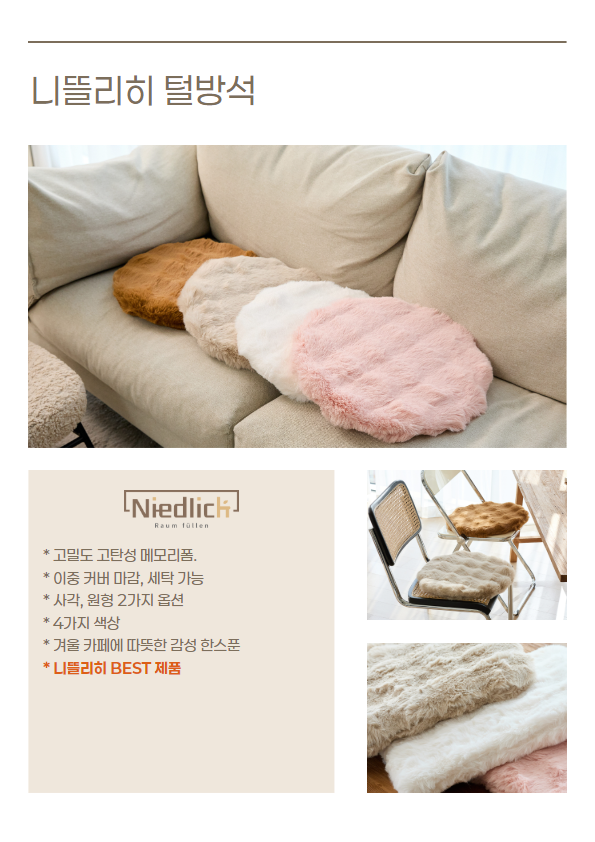 니뜰리히 털방석
Niedlich
Raum füllen
* 고밀도 고탄성 메모리폼.
* 이중 커버 마감, 세탁 가능
* 사각, 원형 2가지 옵션
* 4가지 색상
* 겨울 카페에 따뜻한 감성 한스푼
* 니뜰리히 BEST 제품